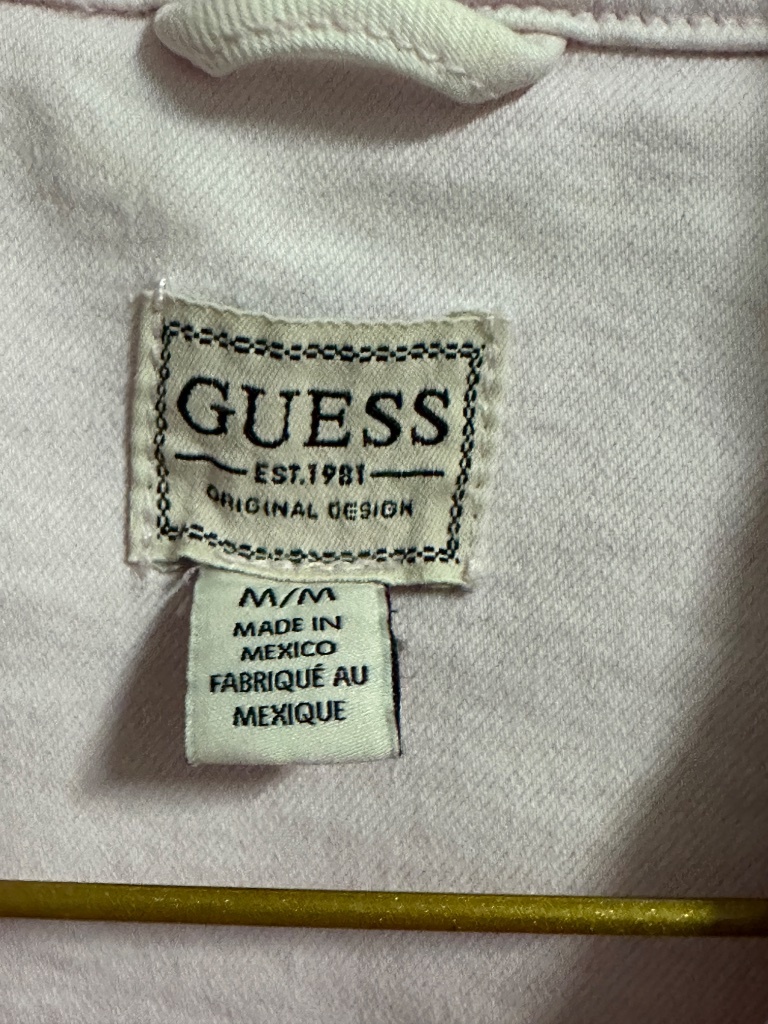 GUESS
EST.1981
ORIGINAL DESIGN
M/M
MADE IN
MEXICO
FABRIQUÉ AU
MEXIQUE